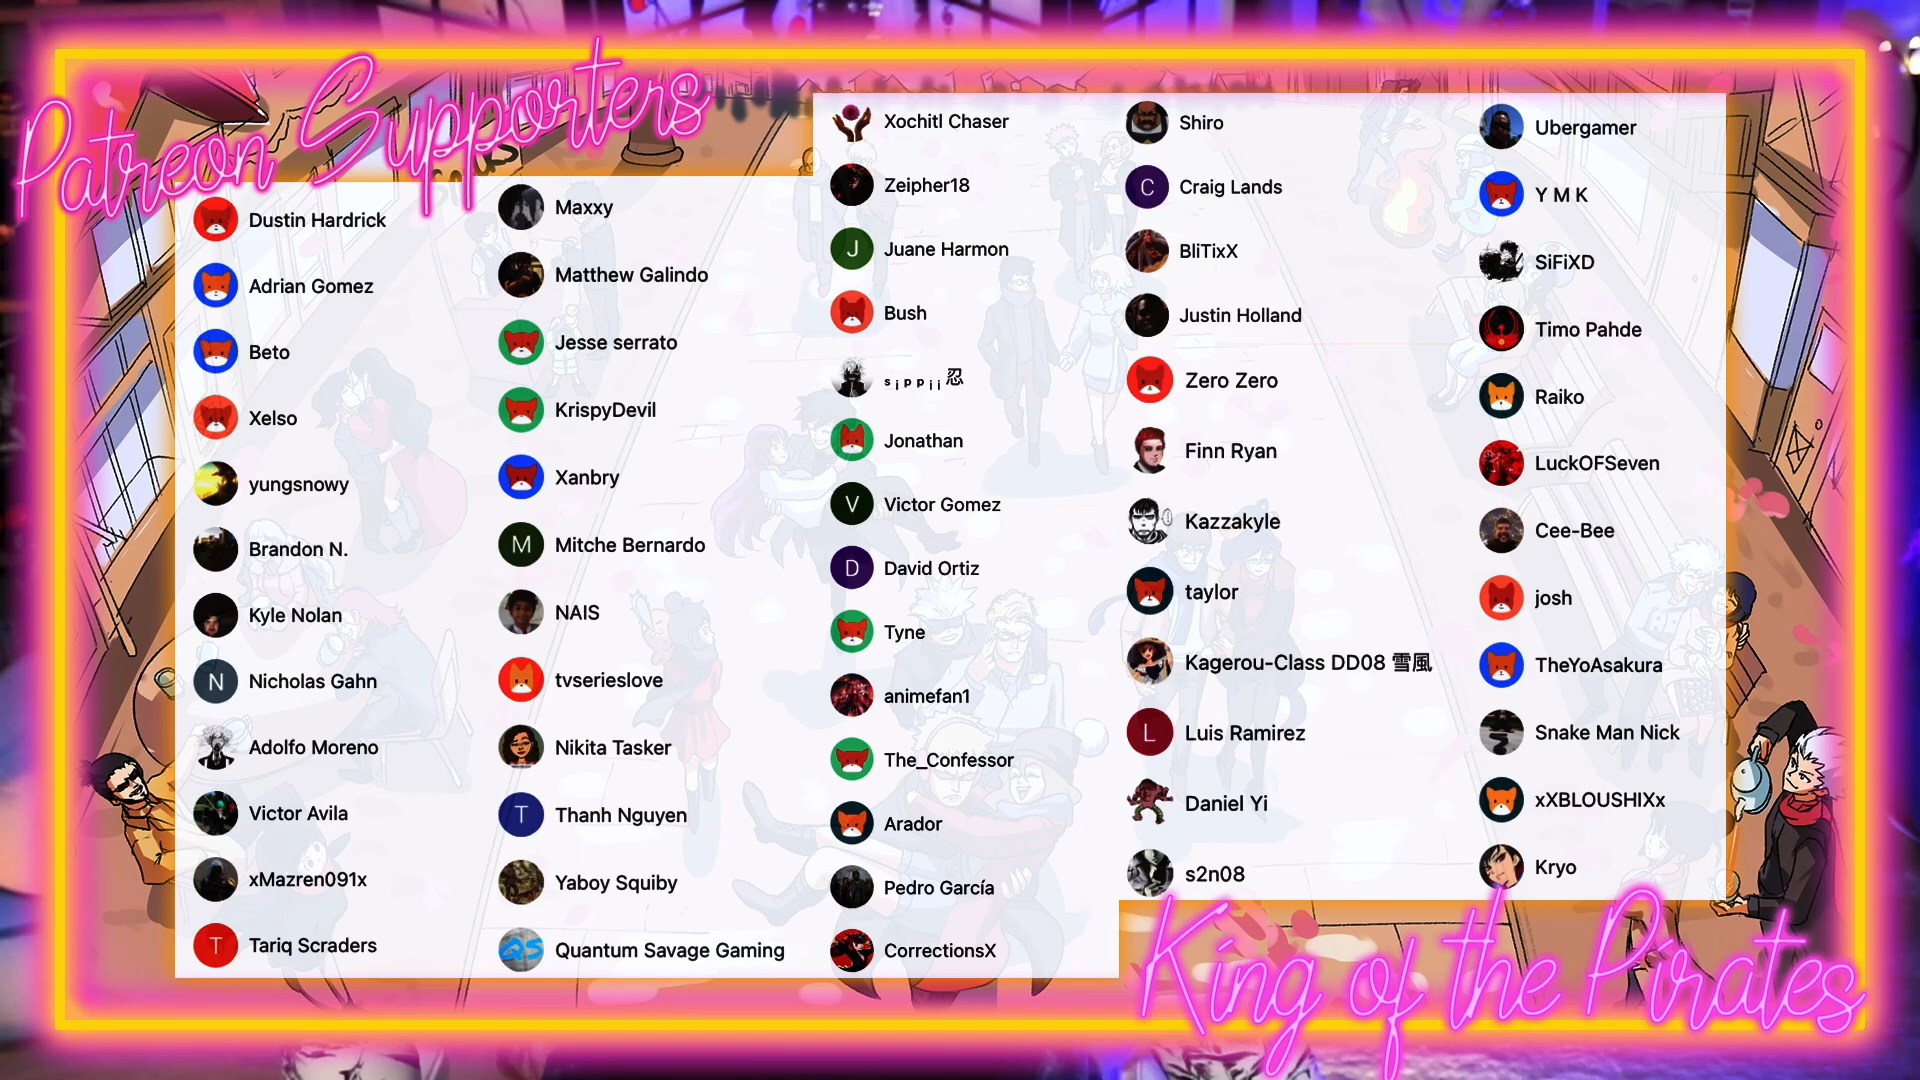 Patreon Supporters
Dustin Hardrick
Adrian Gomez
Beto
Xelso
yungsnowy
Brandon N.
Kyle Nolan
N
Nicholas Gahn
Adolfo Moreno
Victor Avila
xMazren091x
T
Tariq Scraders
Maxxy
Matthew Galindo
Jesse serrato
KrispyDevil
Xanbry
M
Mitche Bernardo
NAIS
tvserieslove
Nikita Tasker
T
Thanh Nguyen
Yaboy Squiby
QS
Quantum Savage Gaming
Xochitl Chaser
Zeipher18
J
Juane Harmon
Bush
ₛ ᵢ ₚ ₚ ᵢ ᵢ 忍
Jonathan
V
Victor Gomez
D
David Ortiz
Tyne
animefan1
The_Confessor
Arador
Pedro García
CorrectionsX
Shiro
C
Craig Lands
BliTixX
Justin Holland
Zero Zero
Finn Ryan
Kazzakyle
taylor
Kagerou-Class DD08 雪風
L
Luis Ramirez
Daniel Yi
s2n08
Ubergamer
Y M K
SiFiXD
Timo Pahde
Raiko
LuckOFSeven
Cee-Bee
josh
TheYoAsakura
Snake Man Nick
xXBLOUSHIXx
Kryo
King of the Pirates